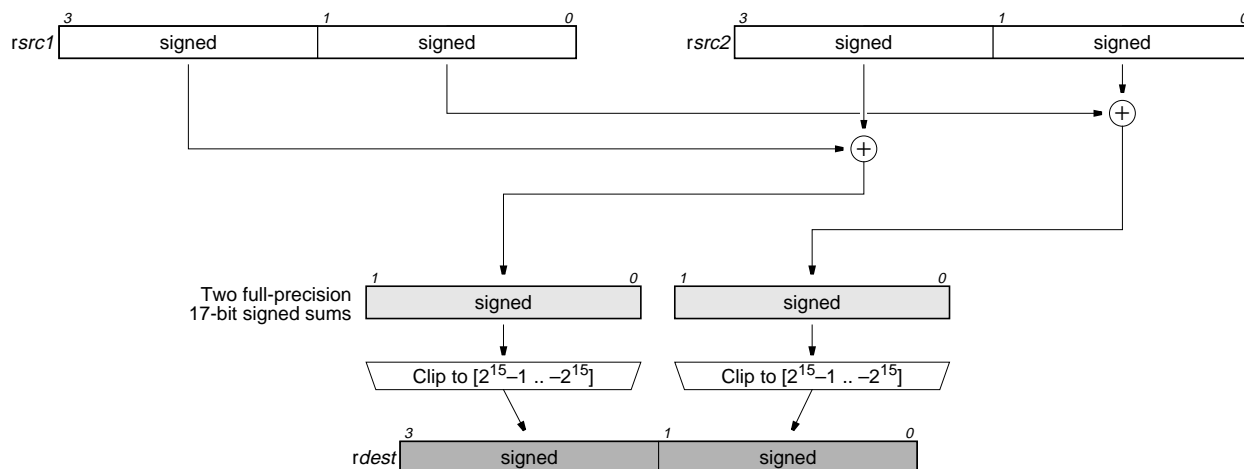 3 1 0 3 1 0
rsrc1 signed signed rsrc2 signed signed
+
+
1 0 1 0
Two full-precision
17-bit signed sums signed signed
Clip to [2^15–1 .. –2^15] Clip to [2^15–1 .. –2^15]
3 1 0
rdest signed signed